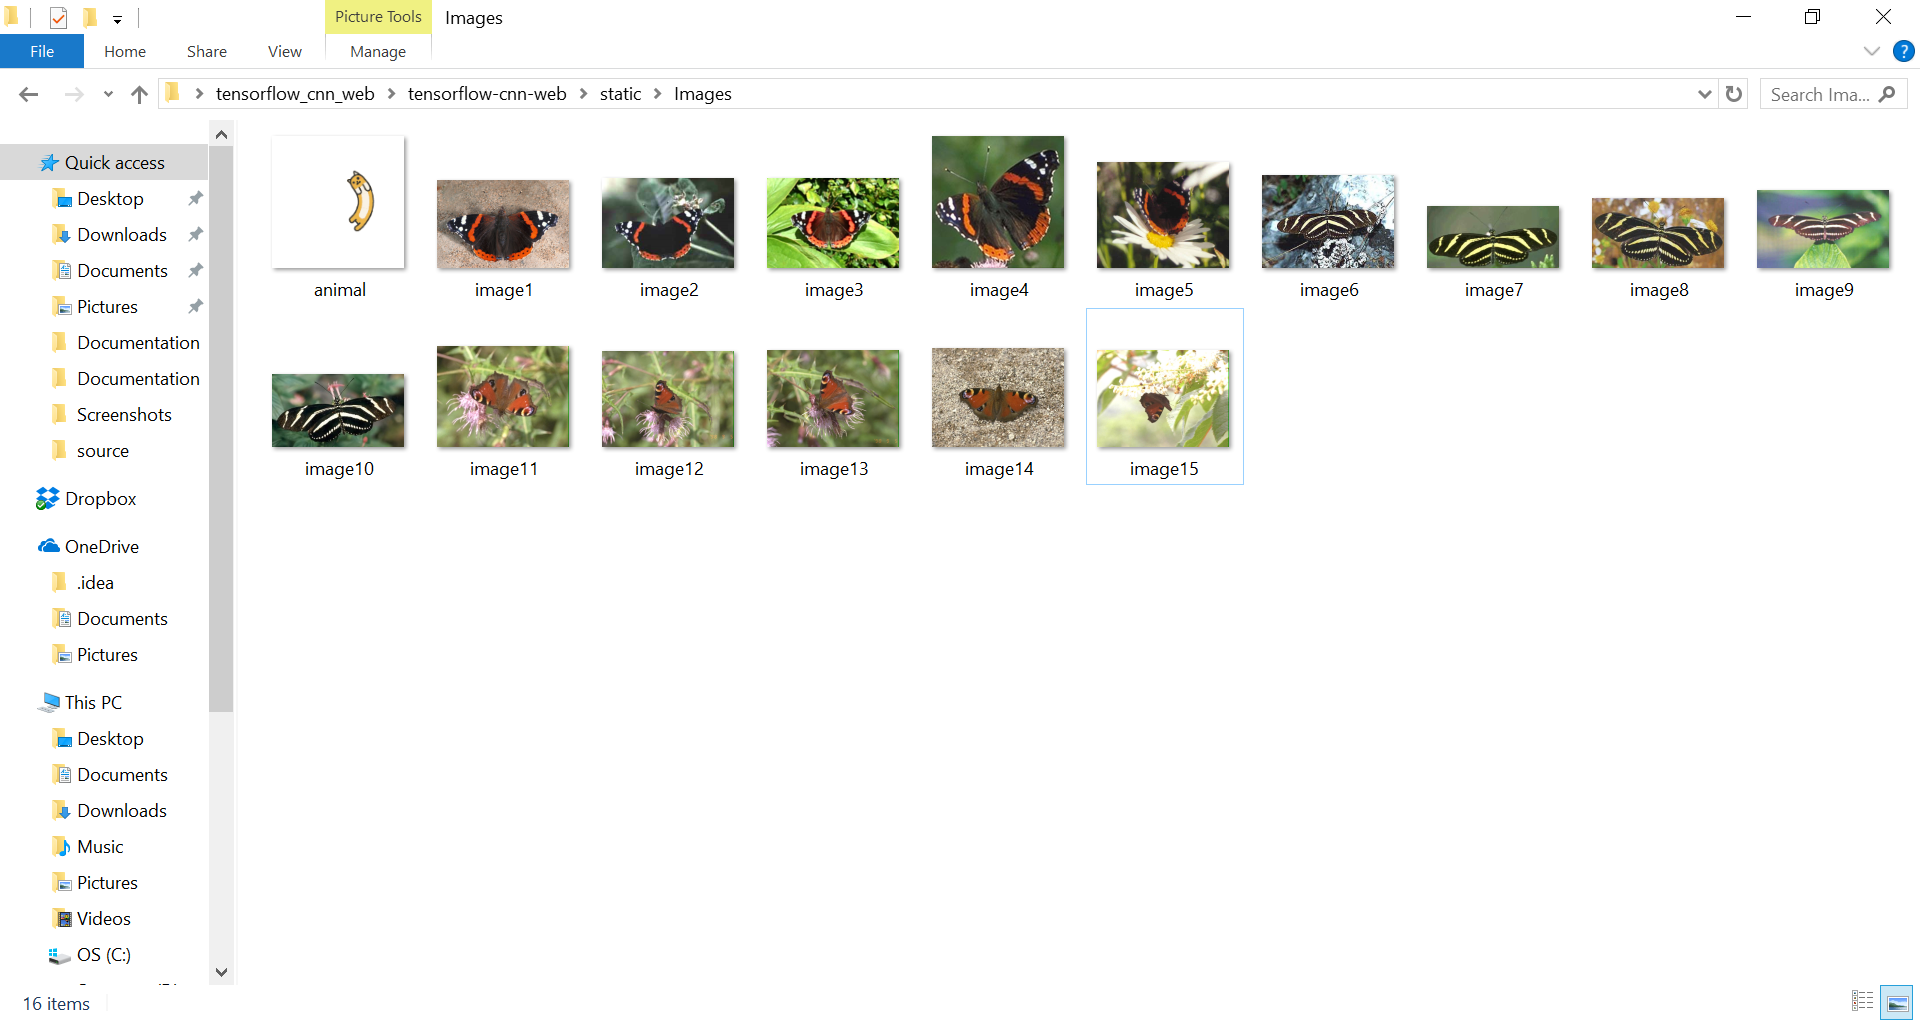 Picture Tools Images
File Home Share View Manage
?
tensorflow_cnn_web tensorflow-cnn-web static Images Search Ima...
Quick access
Desktop
Downloads
Documents
Pictures
Documentation
Documentation
Screenshots
source
Dropbox
OneDrive
.idea
Documents
Pictures
This PC
Desktop
Documents
Downloads
Music
Pictures
Videos
OS (C:)
animal image1 image2 image3 image4 image5 image6 image7 image8 image9
image10 image11 image12 image13 image14 image15
16 items